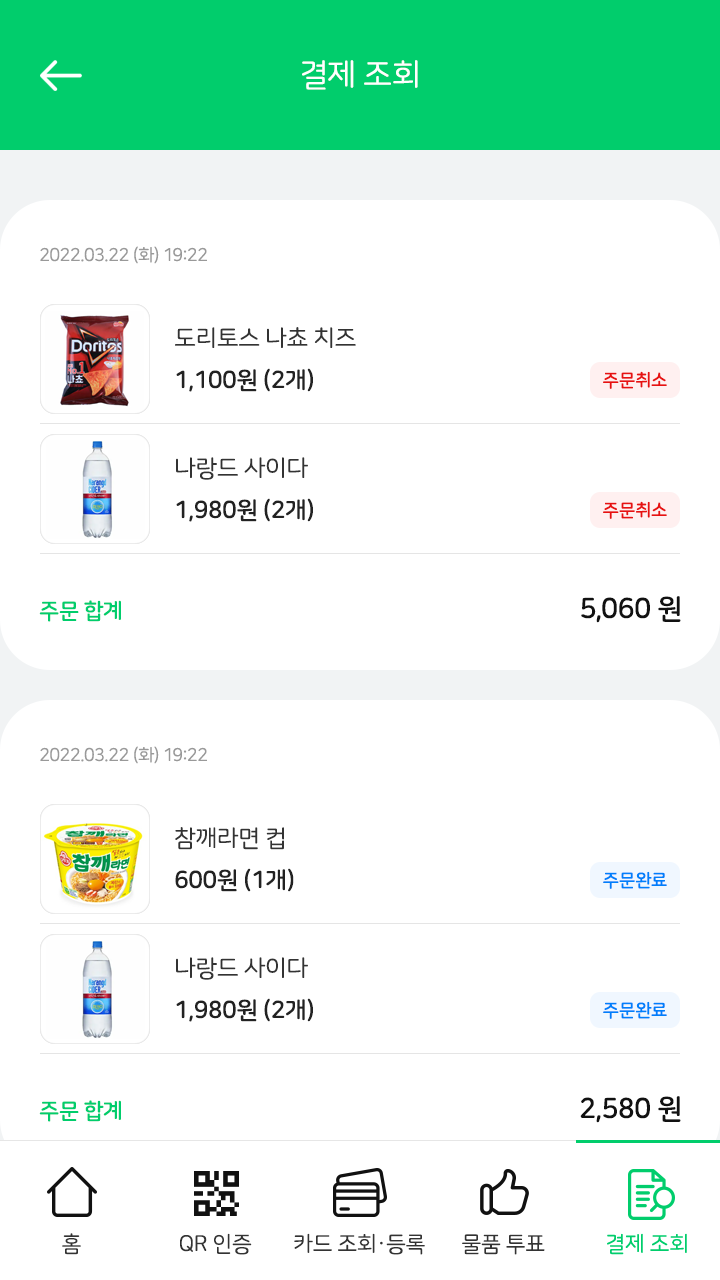 결제 조회
2022.03.22 (화) 19:22
Doritos
나쵸
도리토스 나쵸 치즈
1,100원 (2개)
주문취소
나랑드 사이다
1,980원 (2개)
주문취소
주문 합계
5,060 원
2022.03.22 (화) 19:22
참깨라면
참깨라면
참깨라면 컵
600원 (1개)
주문완료
나랑드 사이다
1,980원 (2개)
주문완료
주문 합계
2,580 원
홈
QR 인증
카드 조회·등록
물품 투표
결제 조회